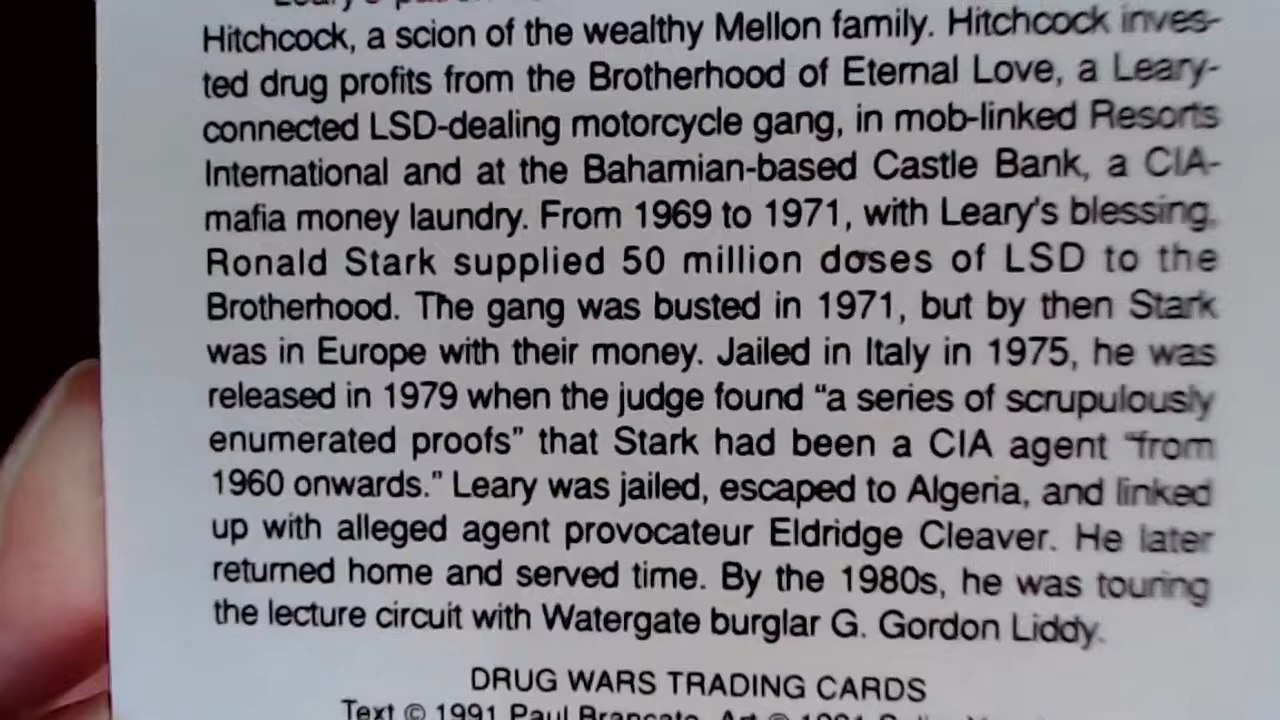 Leary's
Hitchcock, a scion of the wealthy Mellon family. Hitchcock inves-
ted drug profits from the Brotherhood of Eternal Love, a Leary-
connected LSD-dealing motorcycle gang, in mob-linked Resorts
International and at the Bahamian-based Castle Bank, a CIA-
mafia money laundry. From 1969 to 1971, with Leary's blessing,
Ronald Stark supplied 50 million doses of LSD to the
Brotherhood. The gang was busted in 1971, but by then Stark
was in Europe with their money. Jailed in Italy in 1975, he was
released in 1979 when the judge found “a series of scrupulously
enumerated proofs” that Stark had been a CIA agent “from
1960 onwards.” Leary was jailed, escaped to Algeria, and linked
up with alleged agent provocateur Eldridge Cleaver. He later
returned home and served time. By the 1980s, he was touring
the lecture circuit with Watergate burglar G. Gordon Liddy.
DRUG WARS TRADING CARDS
Text © 1991 Paul Brancato, Art © 1991